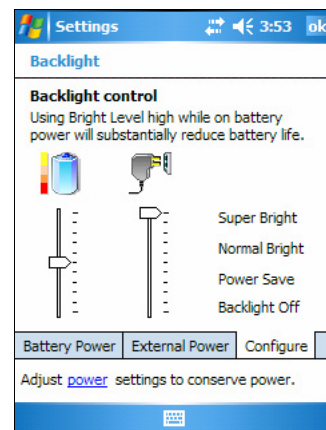 Settings 3:53 ok
Backlight
Backlight control
Using Bright Level high while on battery
power will substantially reduce battery life.
Super Bright
Normal Bright
Power Save
Backlight Off
Battery Power External Power Configure
Adjust power settings to conserve power.